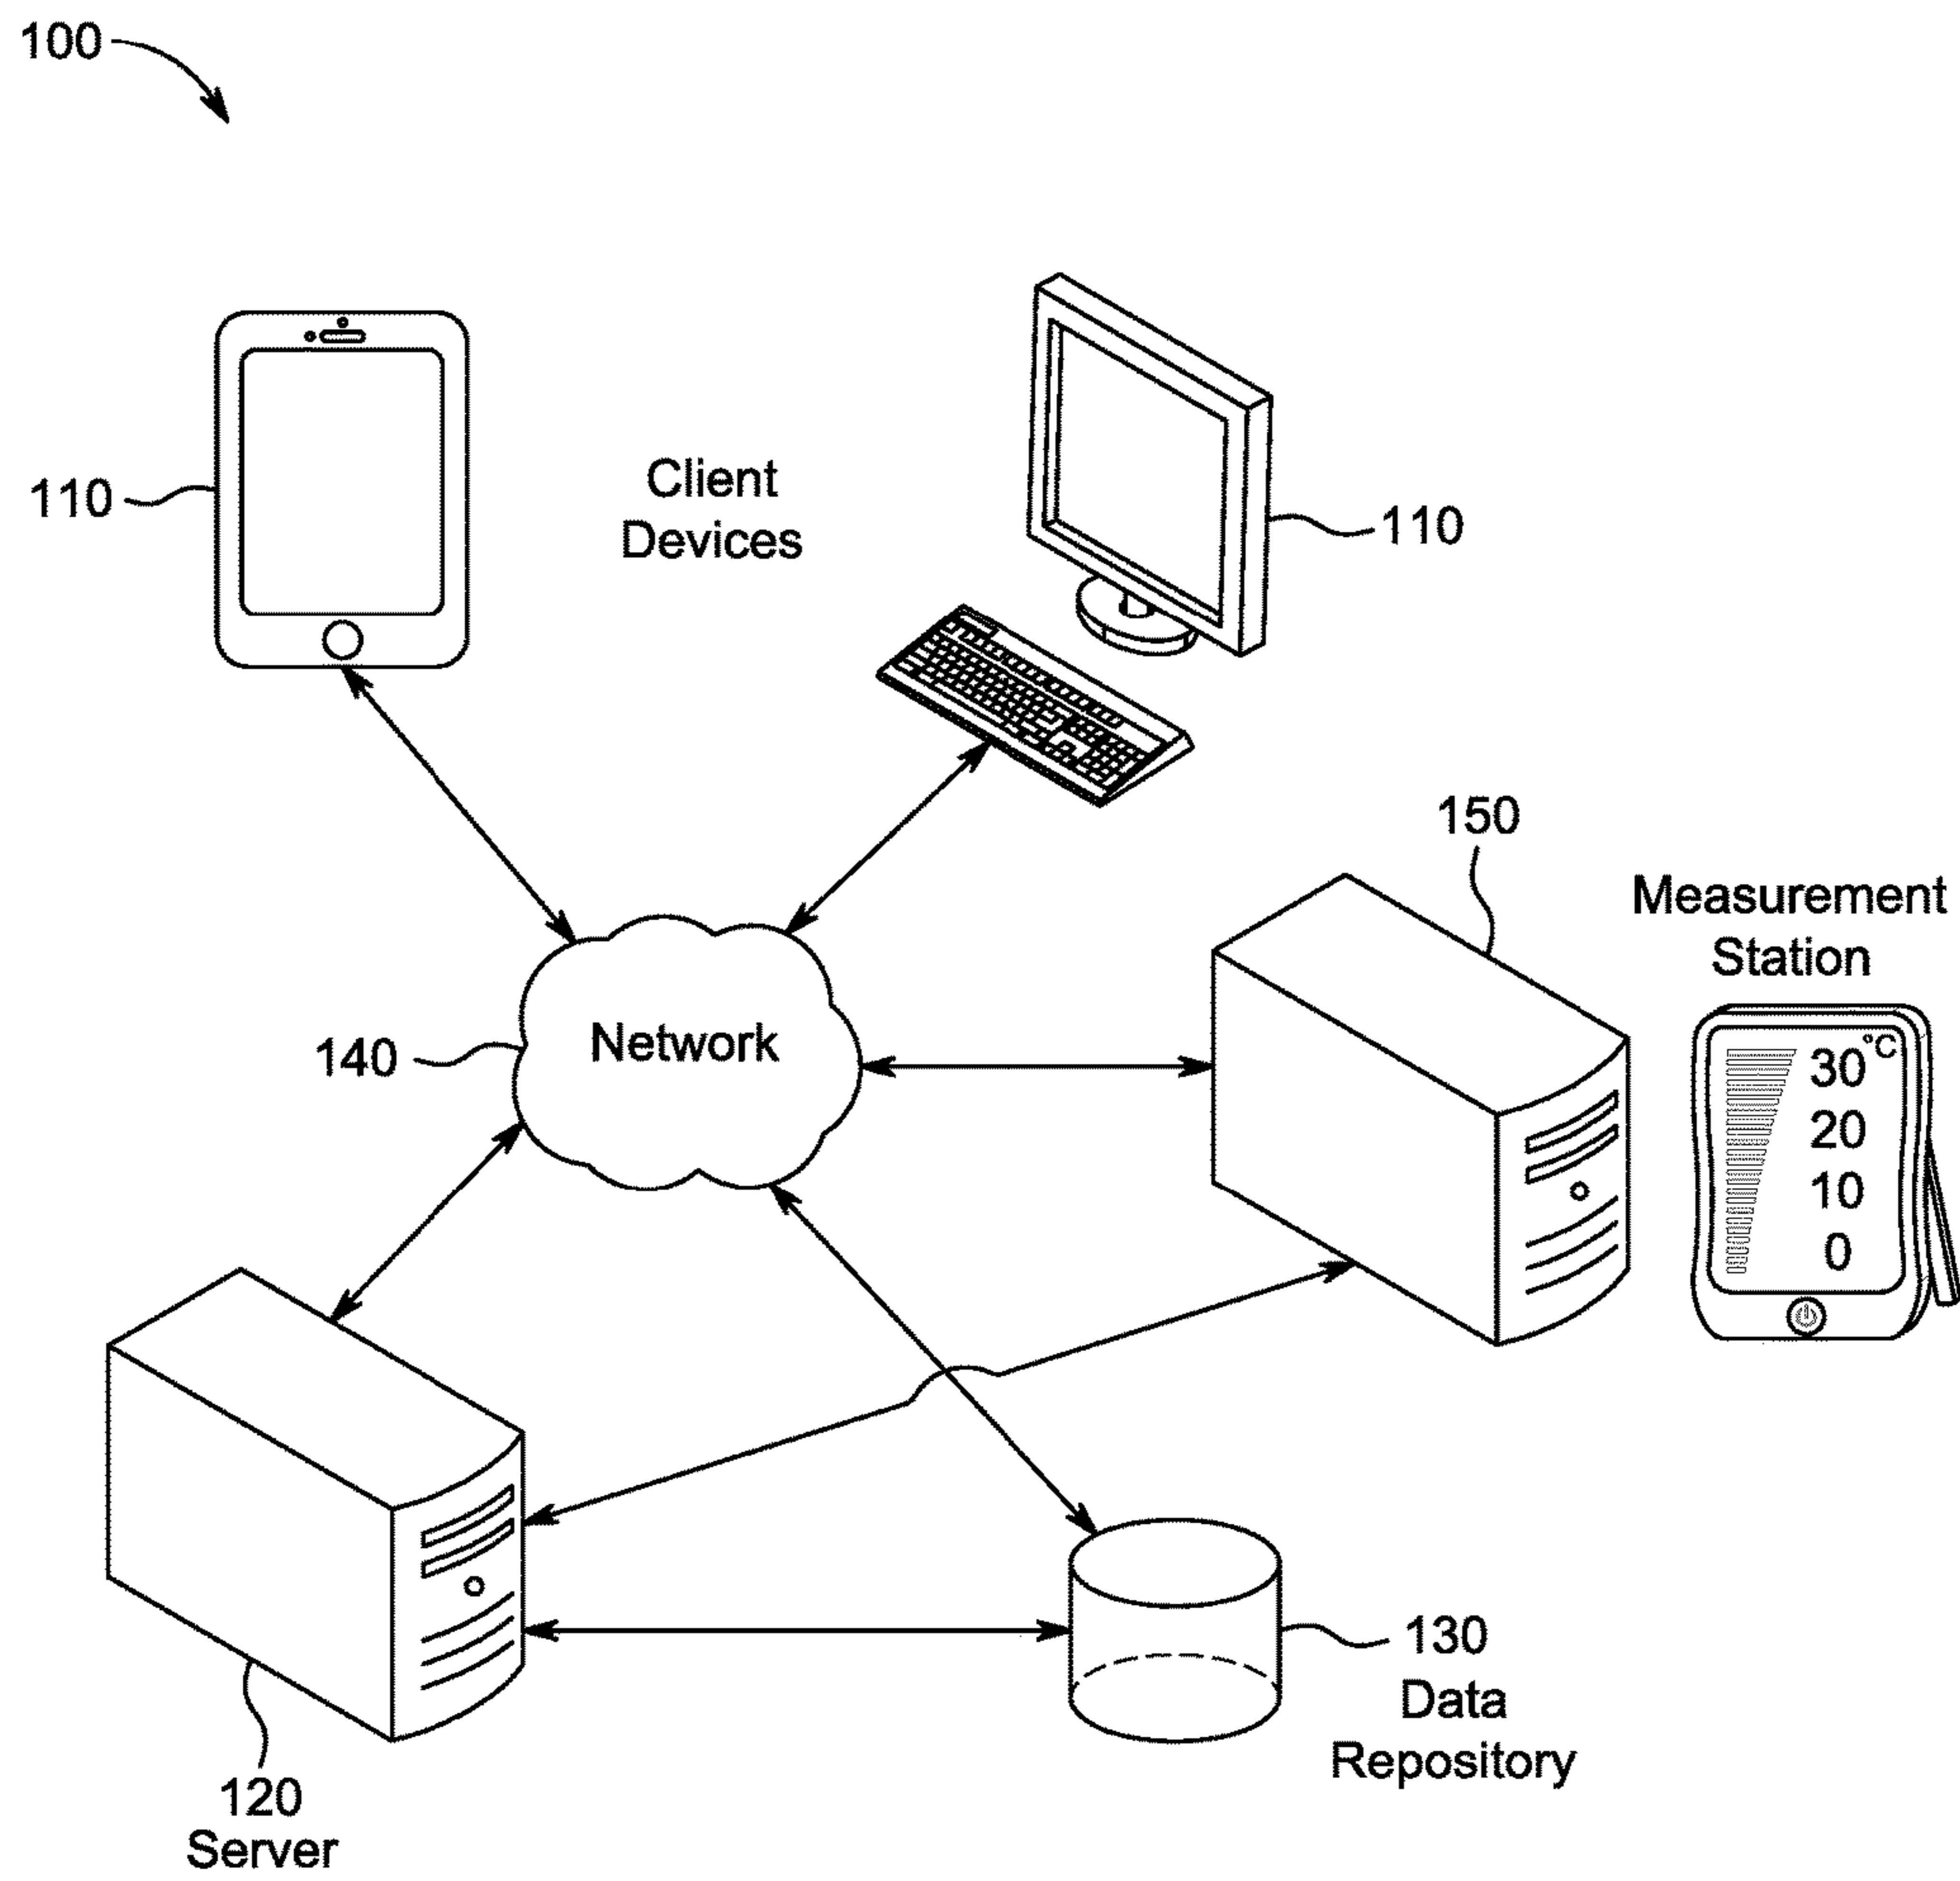 100
110
Client
Devices
110
150
Measurement
Station
°C
30
20
10
0
140
Network
130
Data
Repository
120
Server